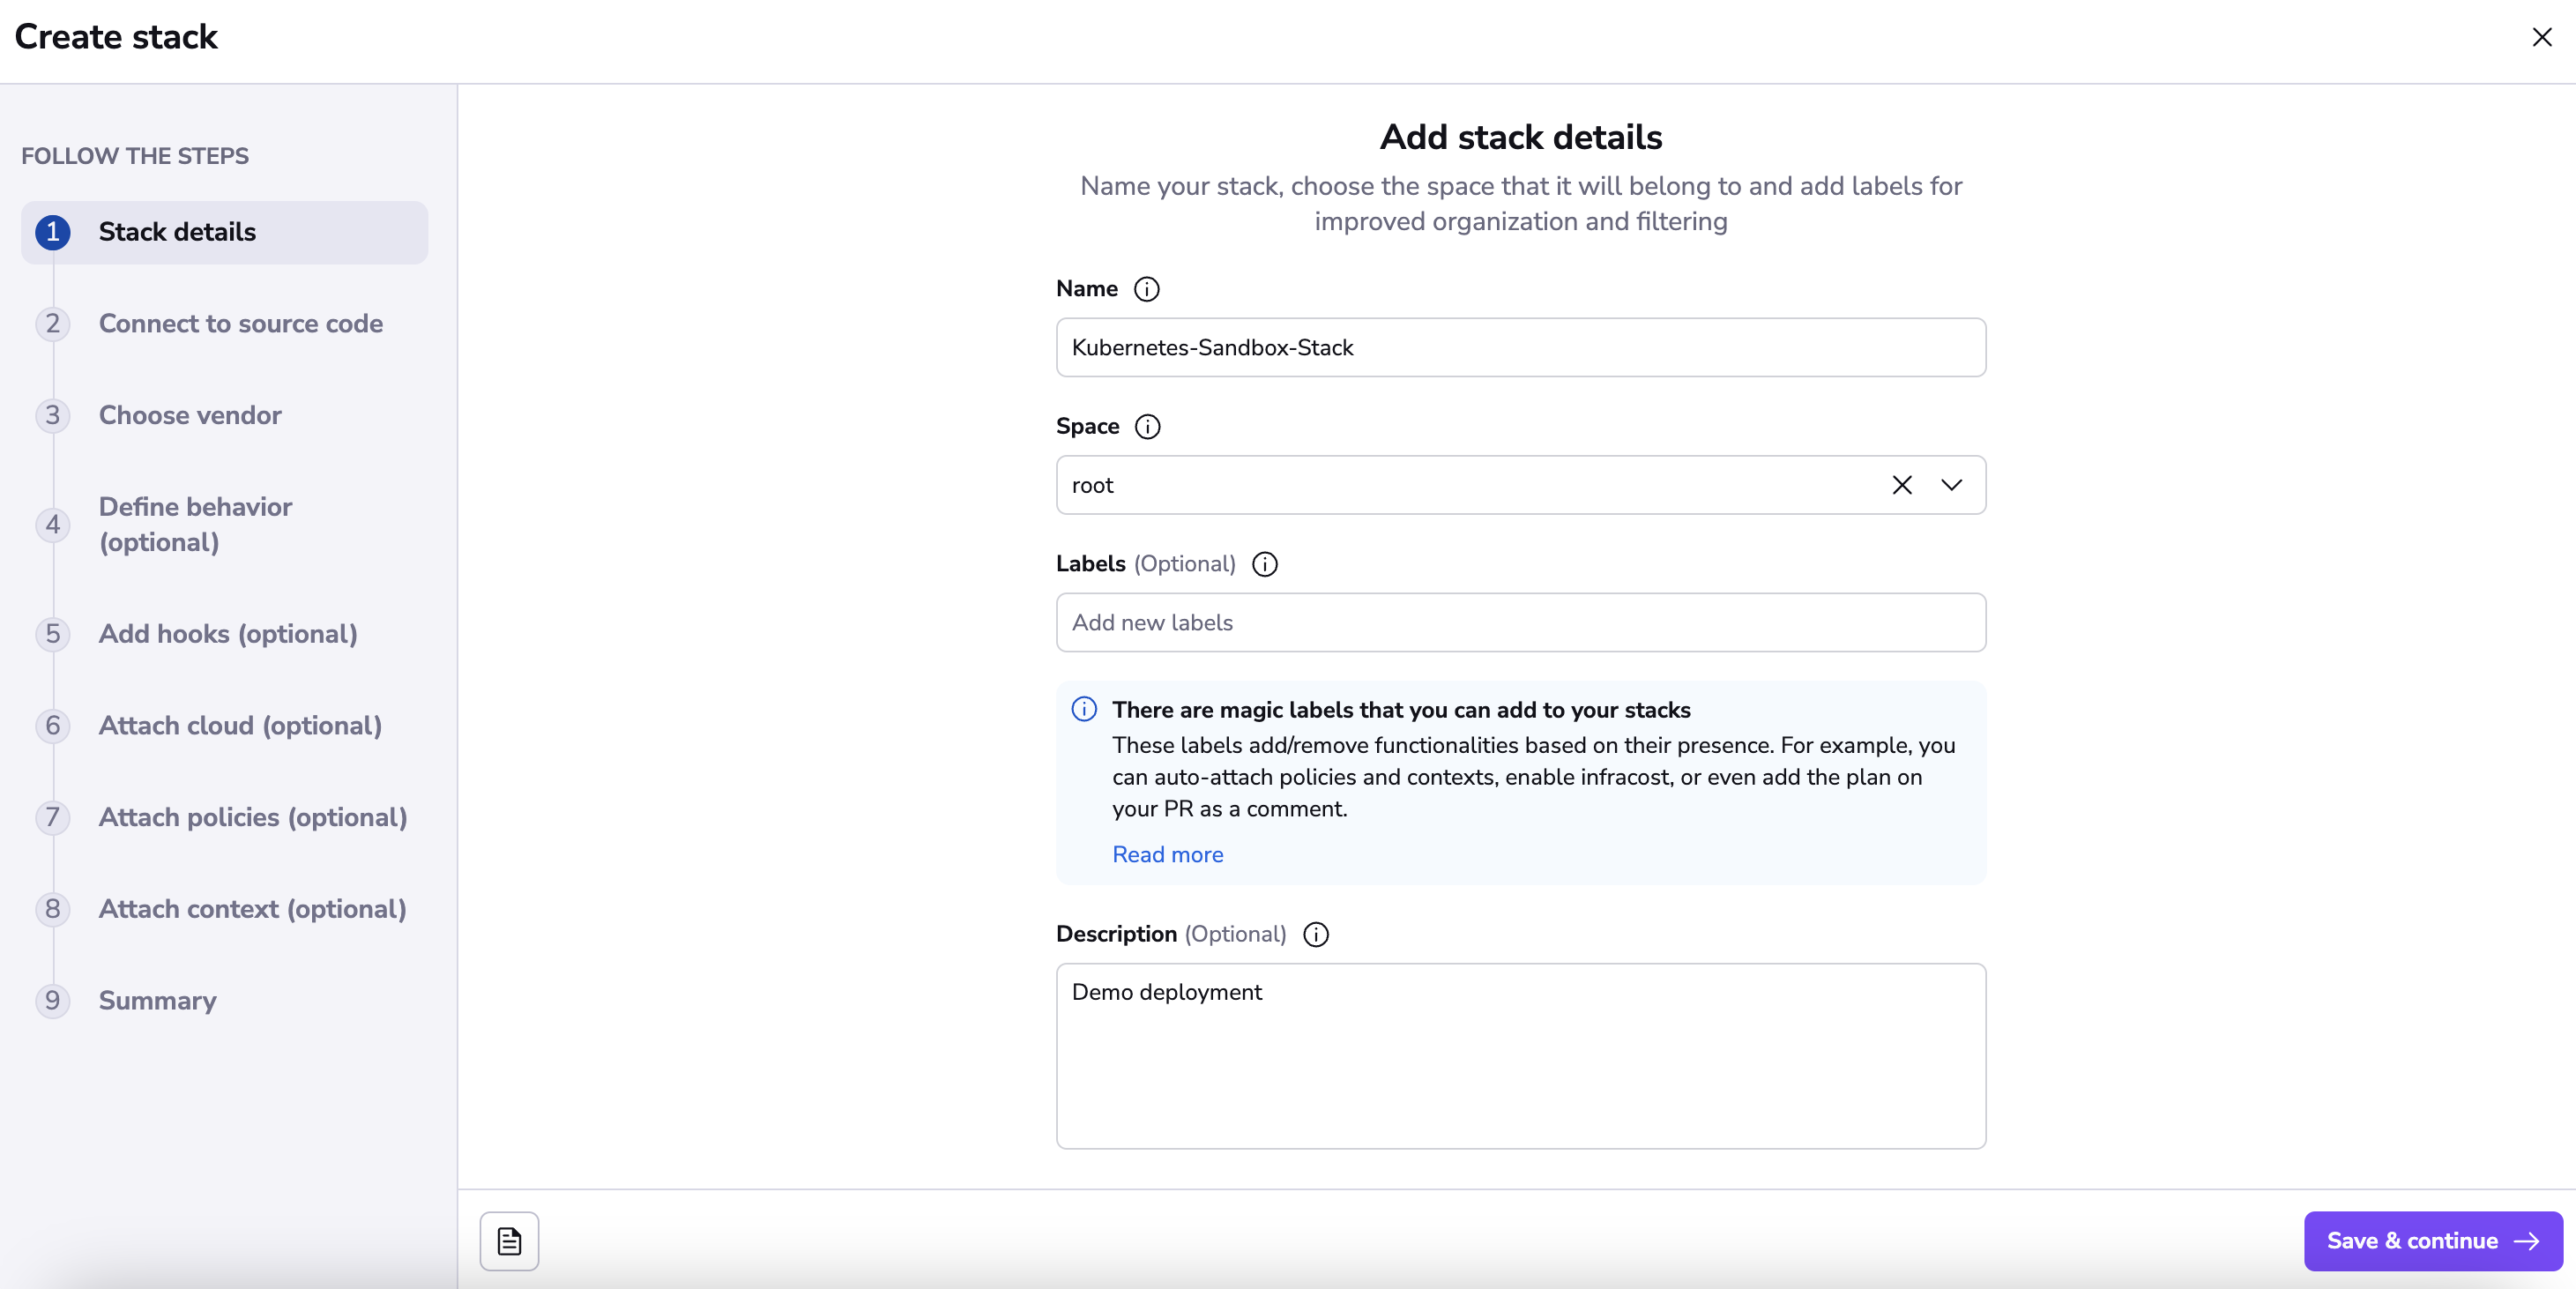 Create stack
FOLLOW THE STEPS
1 Stack details
2 Connect to source code
3 Choose vendor
4 Define behavior
(optional)
5 Add hooks (optional)
6 Attach cloud (optional)
7 Attach policies (optional)
8 Attach context (optional)
9 Summary
Add stack details
Name your stack, choose the space that it will belong to and add labels for
improved organization and filtering
Name
Kubernetes-Sandbox-Stack
Space
root
Labels (Optional)
Add new labels
There are magic labels that you can add to your stacks
These labels add/remove functionalities based on their presence. For example, you
can auto-attach policies and contexts, enable infracost, or even add the plan on
your PR as a comment.
Read more
Description (Optional)
Demo deployment
Save & continue